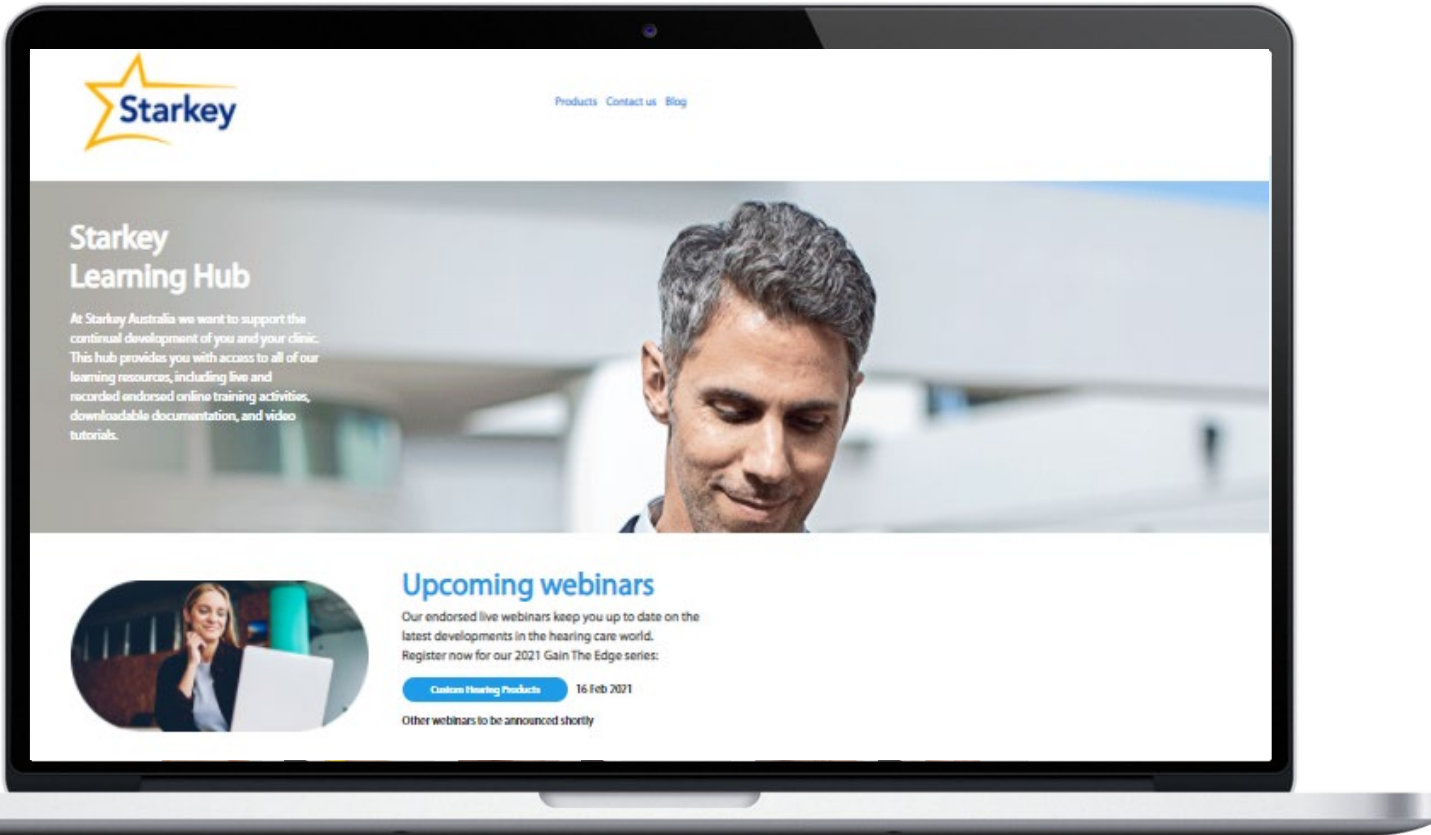 Starkey
Products Contact us Blog
Starkey
Learning Hub
At Starkey Australia we want to support the
continual development of you and your clinic.
This hub provides you with access to all of our
learning resources, including live and
recorded endorsed online training activities,
downloadable documentation, and video
tutorials.
Upcoming webinars
Our endorsed live webinars keep you up to date on the
latest developments in the hearing care world.
Register now for our 2021 Gain The Edge series:
Custom Hearing Products 16 Feb 2021
Other webinars to be announced shortly